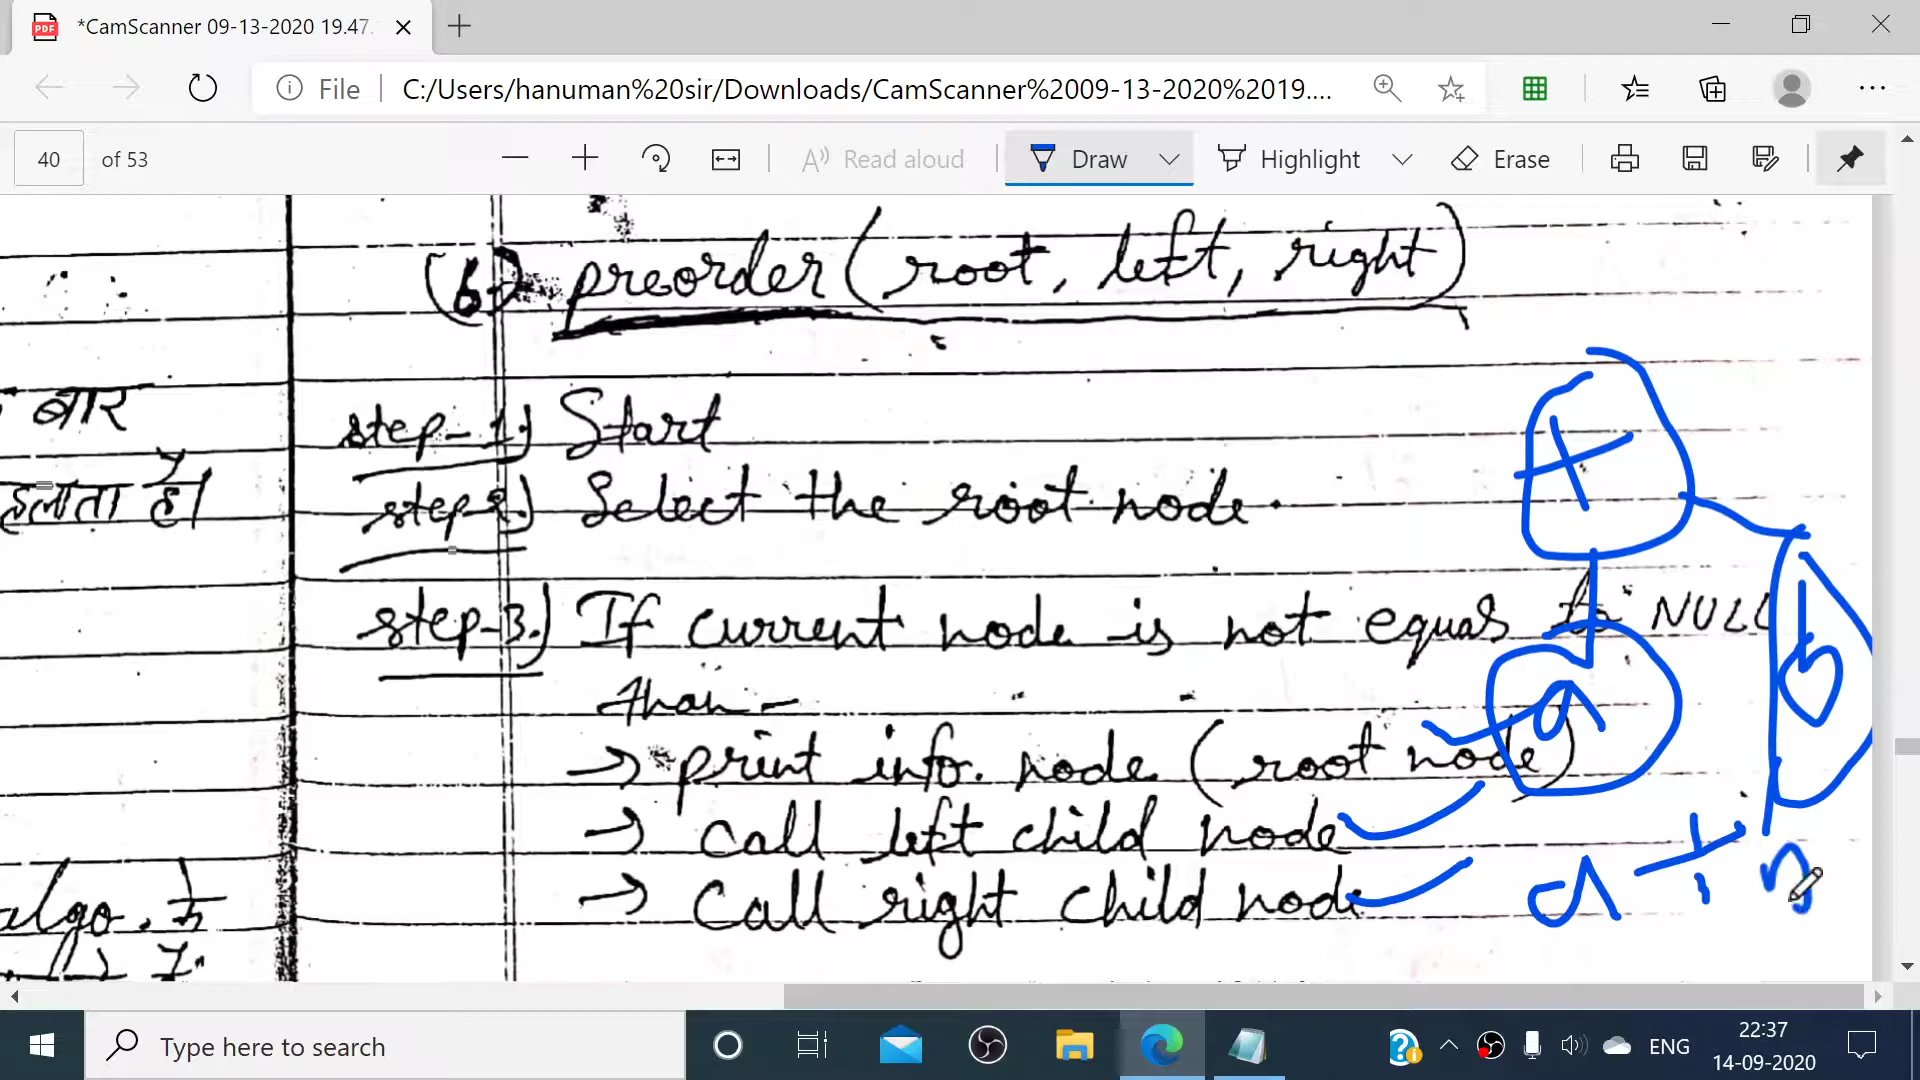 *CamScanner 09-13-2020 19.47.
File C:/Users/hanuman%20sir/Downloads/CamScanner%2009-13-2020%2019....
40 of 53 Read aloud Draw Highlight Erase
(b.) preorder (root, left, right)
step-1.) Start
step-2.) Select the root node.
step-3.) If current node is not equas to NULL
than -
→ print info. node (root node)
→ call left child node
→ call right child node
बार
है।
algo.
+
a
b
a +
Type here to search
ENG
22:37
14-09-2020